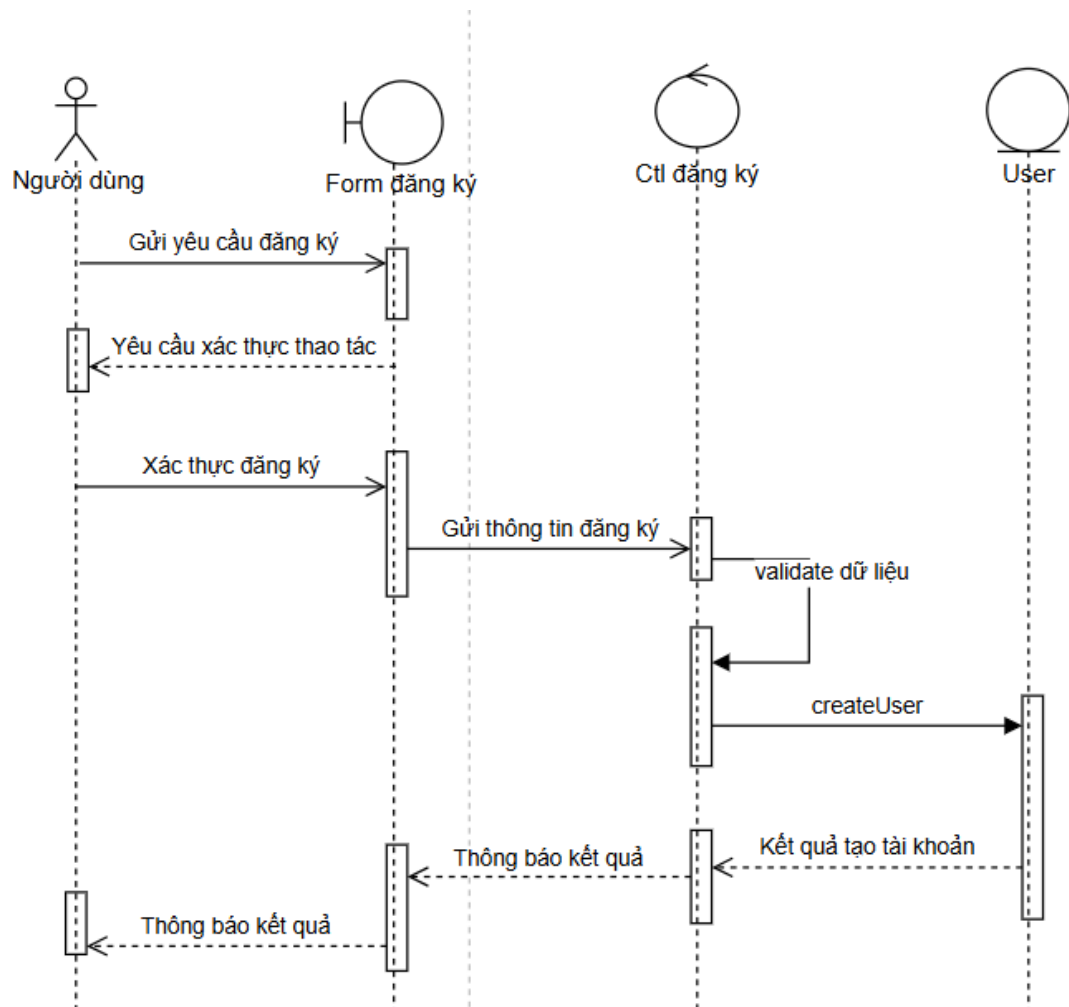 Người dùng
Form đăng ký
Ctl đăng ký
User
Gửi yêu cầu đăng ký
Yêu cầu xác thực thao tác
Xác thực đăng ký
Gửi thông tin đăng ký
validate dữ liệu
createUser
Kết quả tạo tài khoản
Thông báo kết quả
Thông báo kết quả